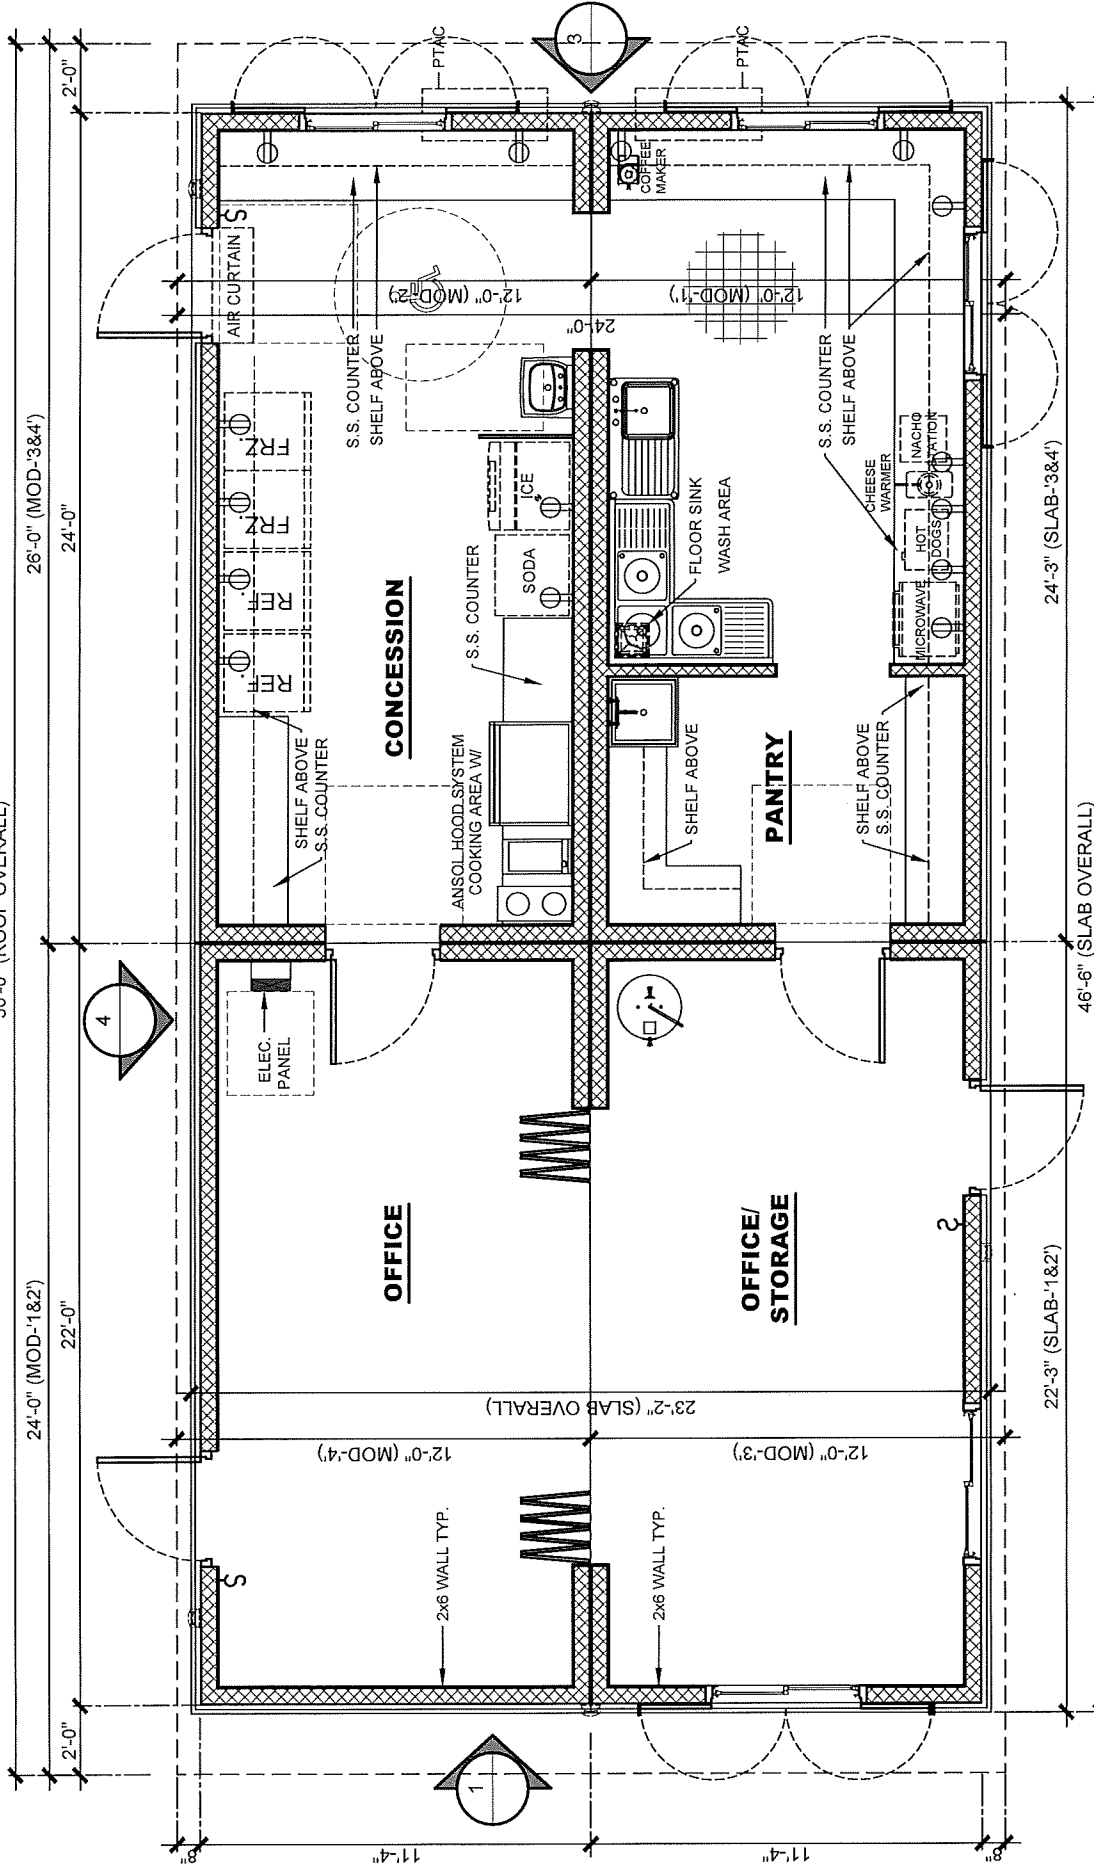 26'-0" (MOD-'3&4')
24'-0"
2'-0"
24'-0" (MOD-'1&2')
22'-0"
2'-0"
4
3
1
PTAC
PTAC
AIR CURTAIN
S
FRZ.
FRZ.
REF.
REF.
S.S. COUNTER
SHELF ABOVE
12'-0" (MOD-'2')
12'-0" (MOD-'1')
24'-0"
COFFEE
MAKER
CONCESSION
SHELF ABOVE
S.S. COUNTER
ICE
SODA
S.S. COUNTER
ANSOL HOOD SYSTEM
COOKING AREA W/
FLOOR SINK
WASH AREA
S.S. COUNTER
SHELF ABOVE
CHEESE
WARMER
NACHO
STATION
HOT
DOGS
MICROWAVE
PANTRY
SHELF ABOVE
SHELF ABOVE
S.S. COUNTER
ELEC.
PANEL
OFFICE
OFFICE/
STORAGE
S
S
23'-2" (SLAB OVERALL)
12'-0" (MOD-'4')
12'-0" (MOD-'3')
2x6 WALL TYP.
2x6 WALL TYP.
24'-3" (SLAB-'3&4')
22'-3" (SLAB-'1&2')
46'-6" (SLAB OVERALL)
8"
11'-4"
11'-4"
8"